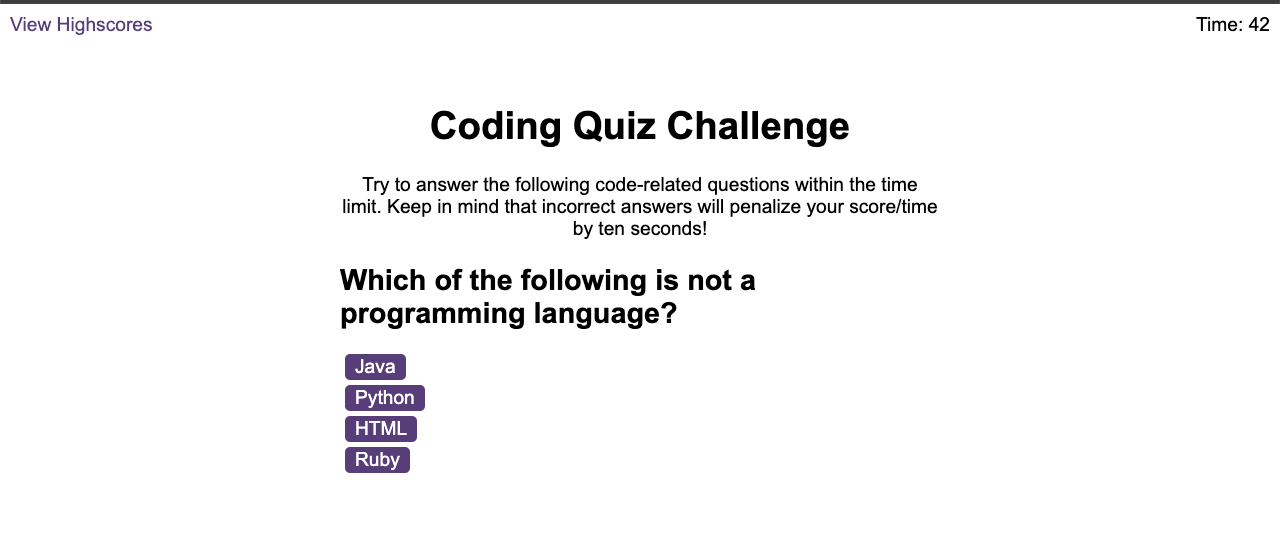 View Highscores
Time: 42
Coding Quiz Challenge
Try to answer the following code-related questions within the time
limit. Keep in mind that incorrect answers will penalize your score/time
by ten seconds!
Which of the following is not a
programming language?
Java
Python
HTML
Ruby